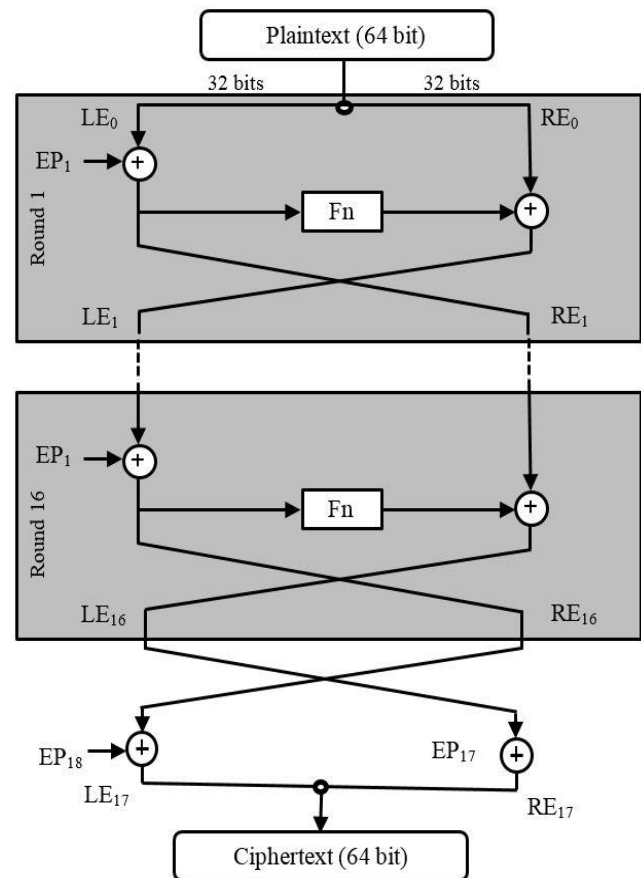 Plaintext (64 bit)
32 bits 32 bits
LE₀ RE₀
EP₁ +
Round 1
Fn +
LE₁ RE₁
EP₁ +
Round 16
Fn +
LE₁₆ RE₁₆
EP₁₈ + EP₁₇ +
LE₁₇ RE₁₇
Ciphertext (64 bit)